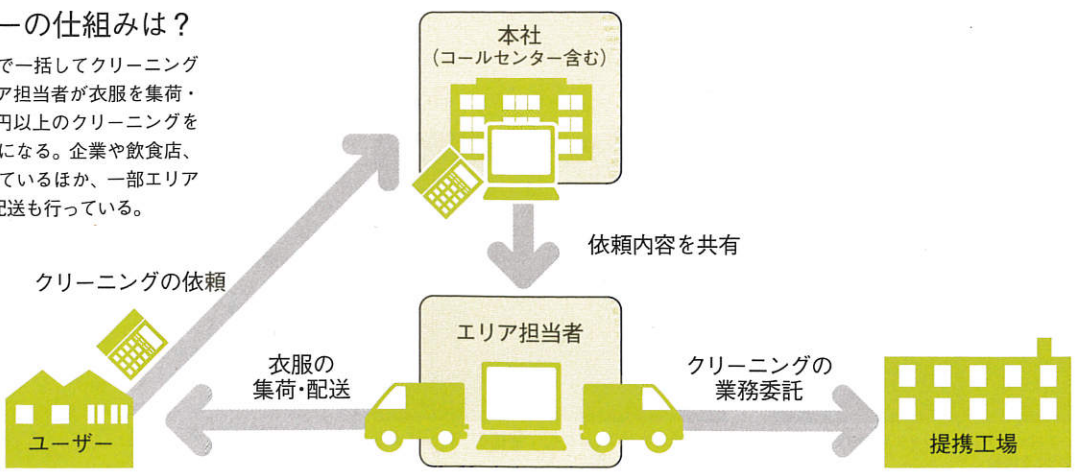 ーの仕組みは？
で一括してクリーニング
ア担当者が衣服を集荷・
円以上のクリーニングを
になる。企業や飲食店、
ているほか、一部エリア
配送も行っている。
本社
（コールセンター含む）
依頼内容を共有
クリーニングの依頼
エリア担当者
衣服の
集荷・配送
クリーニングの
業務委託
ユーザー
提携工場